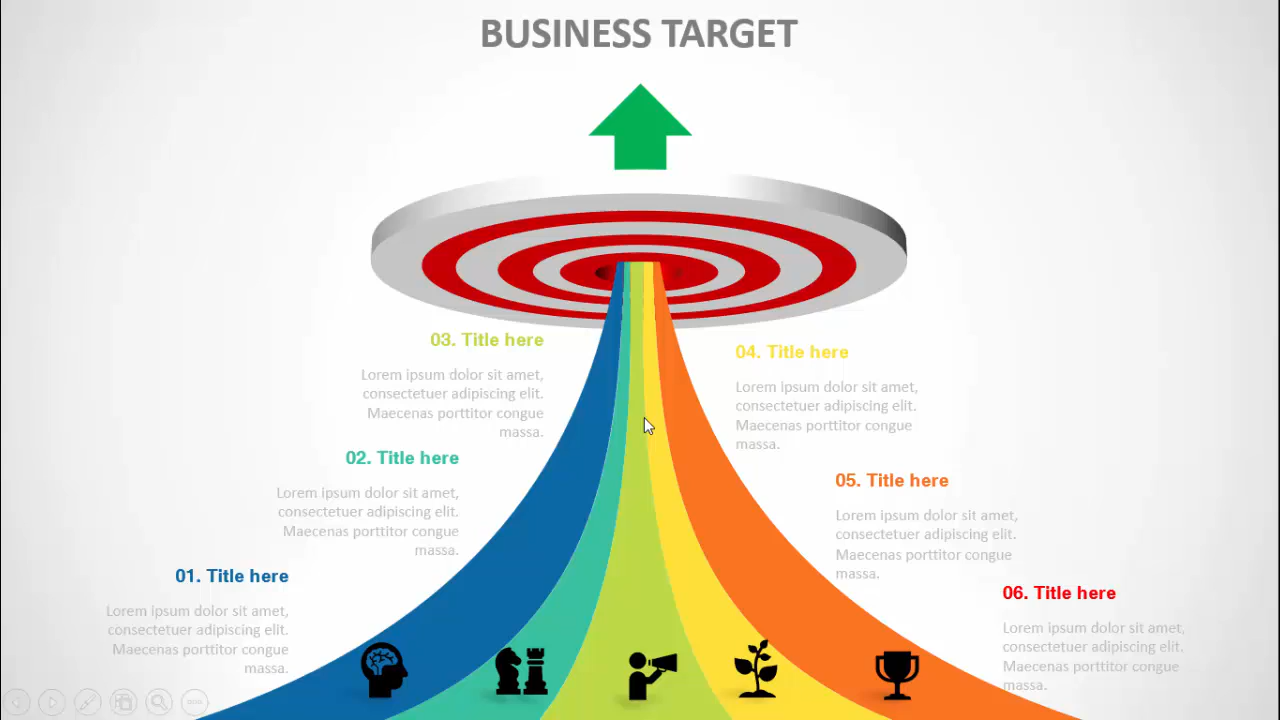 BUSINESS TARGET
03. Title here
Lorem ipsum dolor sit amet,
consectetuer adipiscing elit.
Maecenas porttitor congue
massa.
02. Title here
Lorem ipsum dolor sit amet,
consectetuer adipiscing elit.
Maecenas porttitor congue
massa.
01. Title here
Lorem ipsum dolor sit amet,
consectetuer adipiscing elit.
Maecenas porttitor congue
massa.
04. Title here
Lorem ipsum dolor sit amet,
consectetuer adipiscing elit.
Maecenas porttitor congue
massa.
05. Title here
Lorem ipsum dolor sit amet,
consectetuer adipiscing elit.
Maecenas porttitor congue
massa.
06. Title here
Lorem ipsum dolor sit amet,
consectetuer adipiscing elit.
Maecenas porttitor congue
massa.